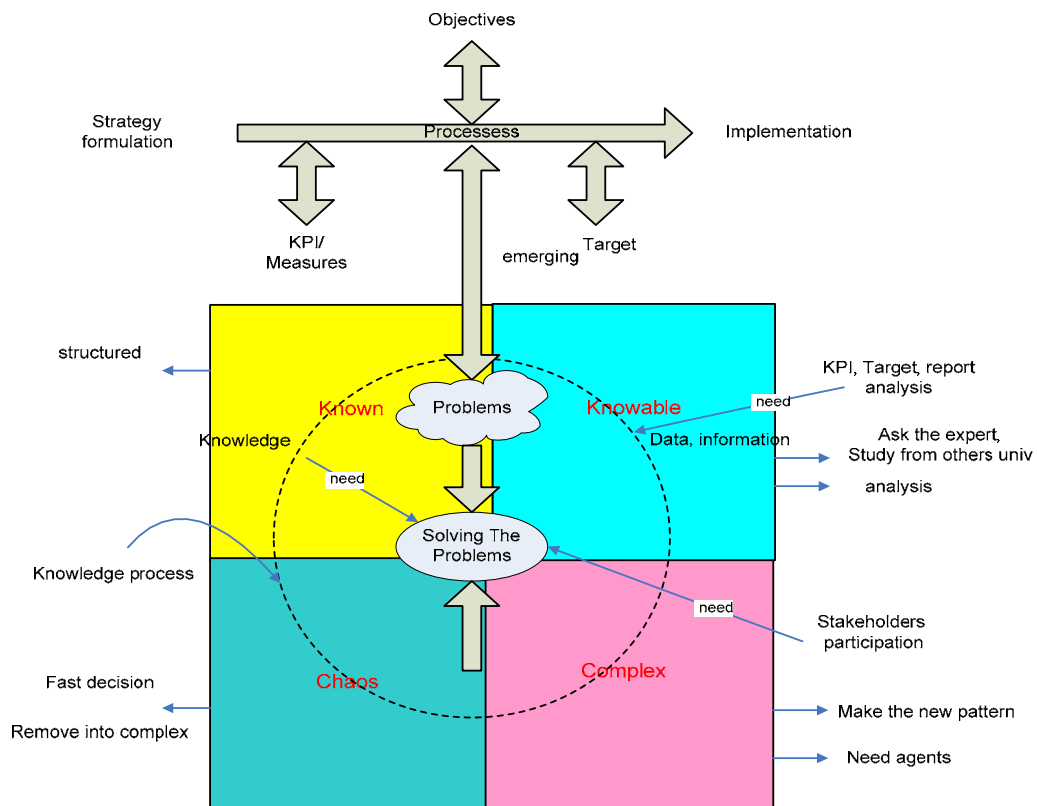 Objectives
Strategy
formulation
Processess
Implementation
KPI/
Measures
emerging
Target
structured
KPI, Target, report
analysis
need
Known
Problems
Knowable
Knowledge
Data, information
Ask the expert,
Study from others univ
need
analysis
Solving The
Problems
Knowledge process
need
Stakeholders
participation
Chaos
Complex
Fast decision
Remove into complex
Make the new pattern
Need agents